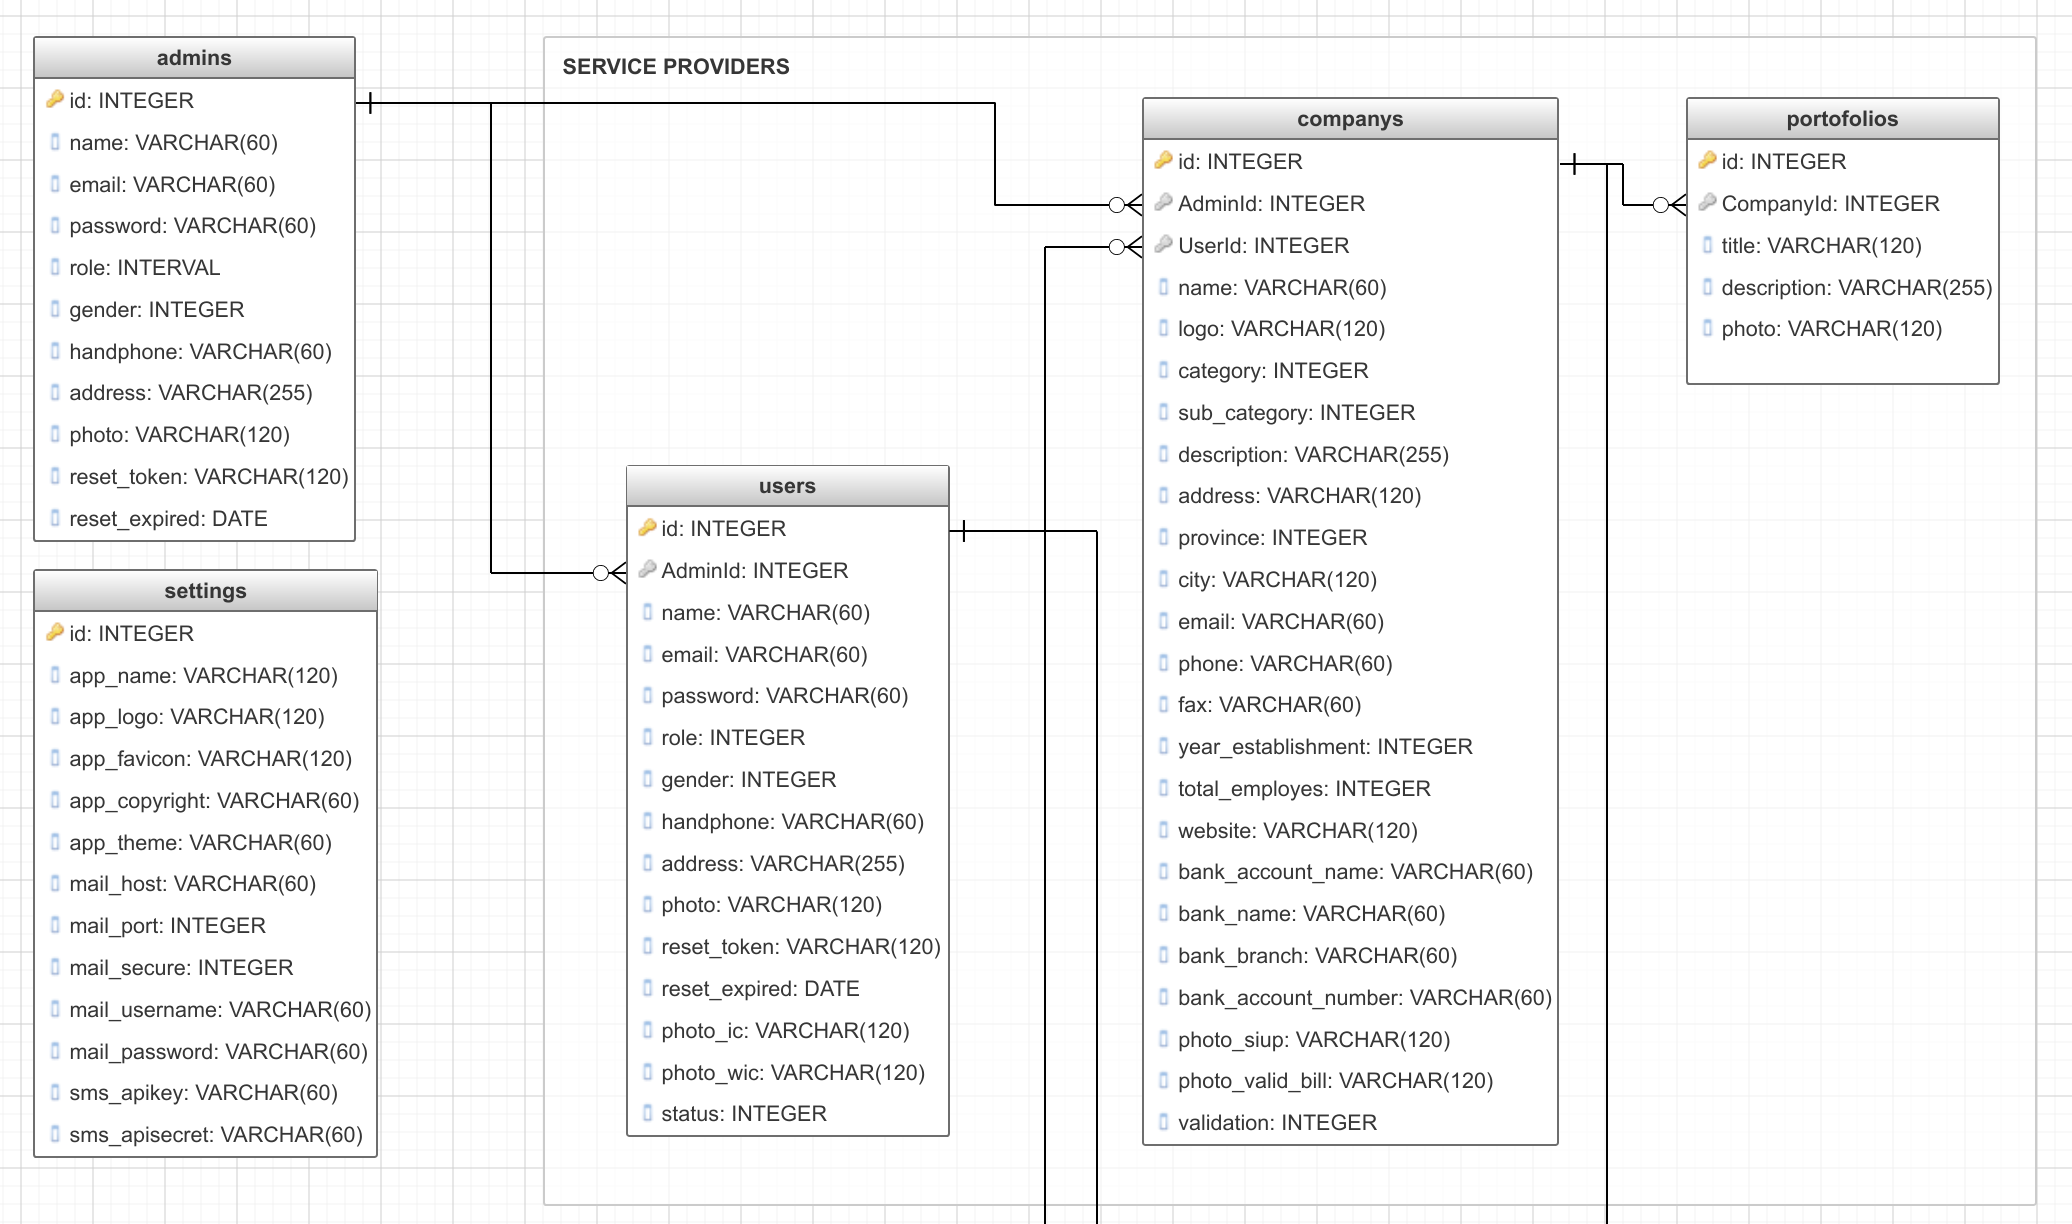 admins
id: INTEGER
name: VARCHAR(60)
email: VARCHAR(60)
password: VARCHAR(60)
role: INTERVAL
gender: INTEGER
handphone: VARCHAR(60)
address: VARCHAR(255)
photo: VARCHAR(120)
reset_token: VARCHAR(120)
reset_expired: DATE
settings
id: INTEGER
app_name: VARCHAR(120)
app_logo: VARCHAR(120)
app_favicon: VARCHAR(120)
app_copyright: VARCHAR(60)
app_theme: VARCHAR(60)
mail_host: VARCHAR(60)
mail_port: INTEGER
mail_secure: INTEGER
mail_username: VARCHAR(60)
mail_password: VARCHAR(60)
sms_apikey: VARCHAR(60)
sms_apisecret: VARCHAR(60)
SERVICE PROVIDERS
users
id: INTEGER
AdminId: INTEGER
name: VARCHAR(60)
email: VARCHAR(60)
password: VARCHAR(60)
role: INTEGER
gender: INTEGER
handphone: VARCHAR(60)
address: VARCHAR(255)
photo: VARCHAR(120)
reset_token: VARCHAR(120)
reset_expired: DATE
photo_ic: VARCHAR(120)
photo_wic: VARCHAR(120)
status: INTEGER
companys
id: INTEGER
AdminId: INTEGER
UserId: INTEGER
name: VARCHAR(60)
logo: VARCHAR(120)
category: INTEGER
sub_category: INTEGER
description: VARCHAR(255)
address: VARCHAR(120)
province: INTEGER
city: VARCHAR(120)
email: VARCHAR(60)
phone: VARCHAR(60)
fax: VARCHAR(60)
year_establishment: INTEGER
total_employes: INTEGER
website: VARCHAR(120)
bank_account_name: VARCHAR(60)
bank_name: VARCHAR(60)
bank_branch: VARCHAR(60)
bank_account_number: VARCHAR(60)
photo_siup: VARCHAR(120)
photo_valid_bill: VARCHAR(120)
validation: INTEGER
portofolios
id: INTEGER
CompanyId: INTEGER
title: VARCHAR(120)
description: VARCHAR(255)
photo: VARCHAR(120)